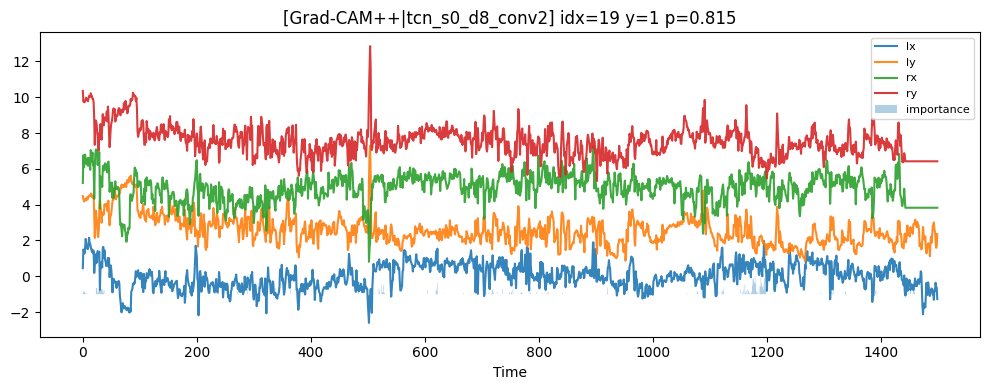 [Grad-CAM++|tcn_s0_d8_conv2] idx=19 y=1 p=0.815
12
10
8
6
4
2
0
−2
lx
ly
rx
ry
importance
0 200 400 600 800 1000 1200 1400
Time